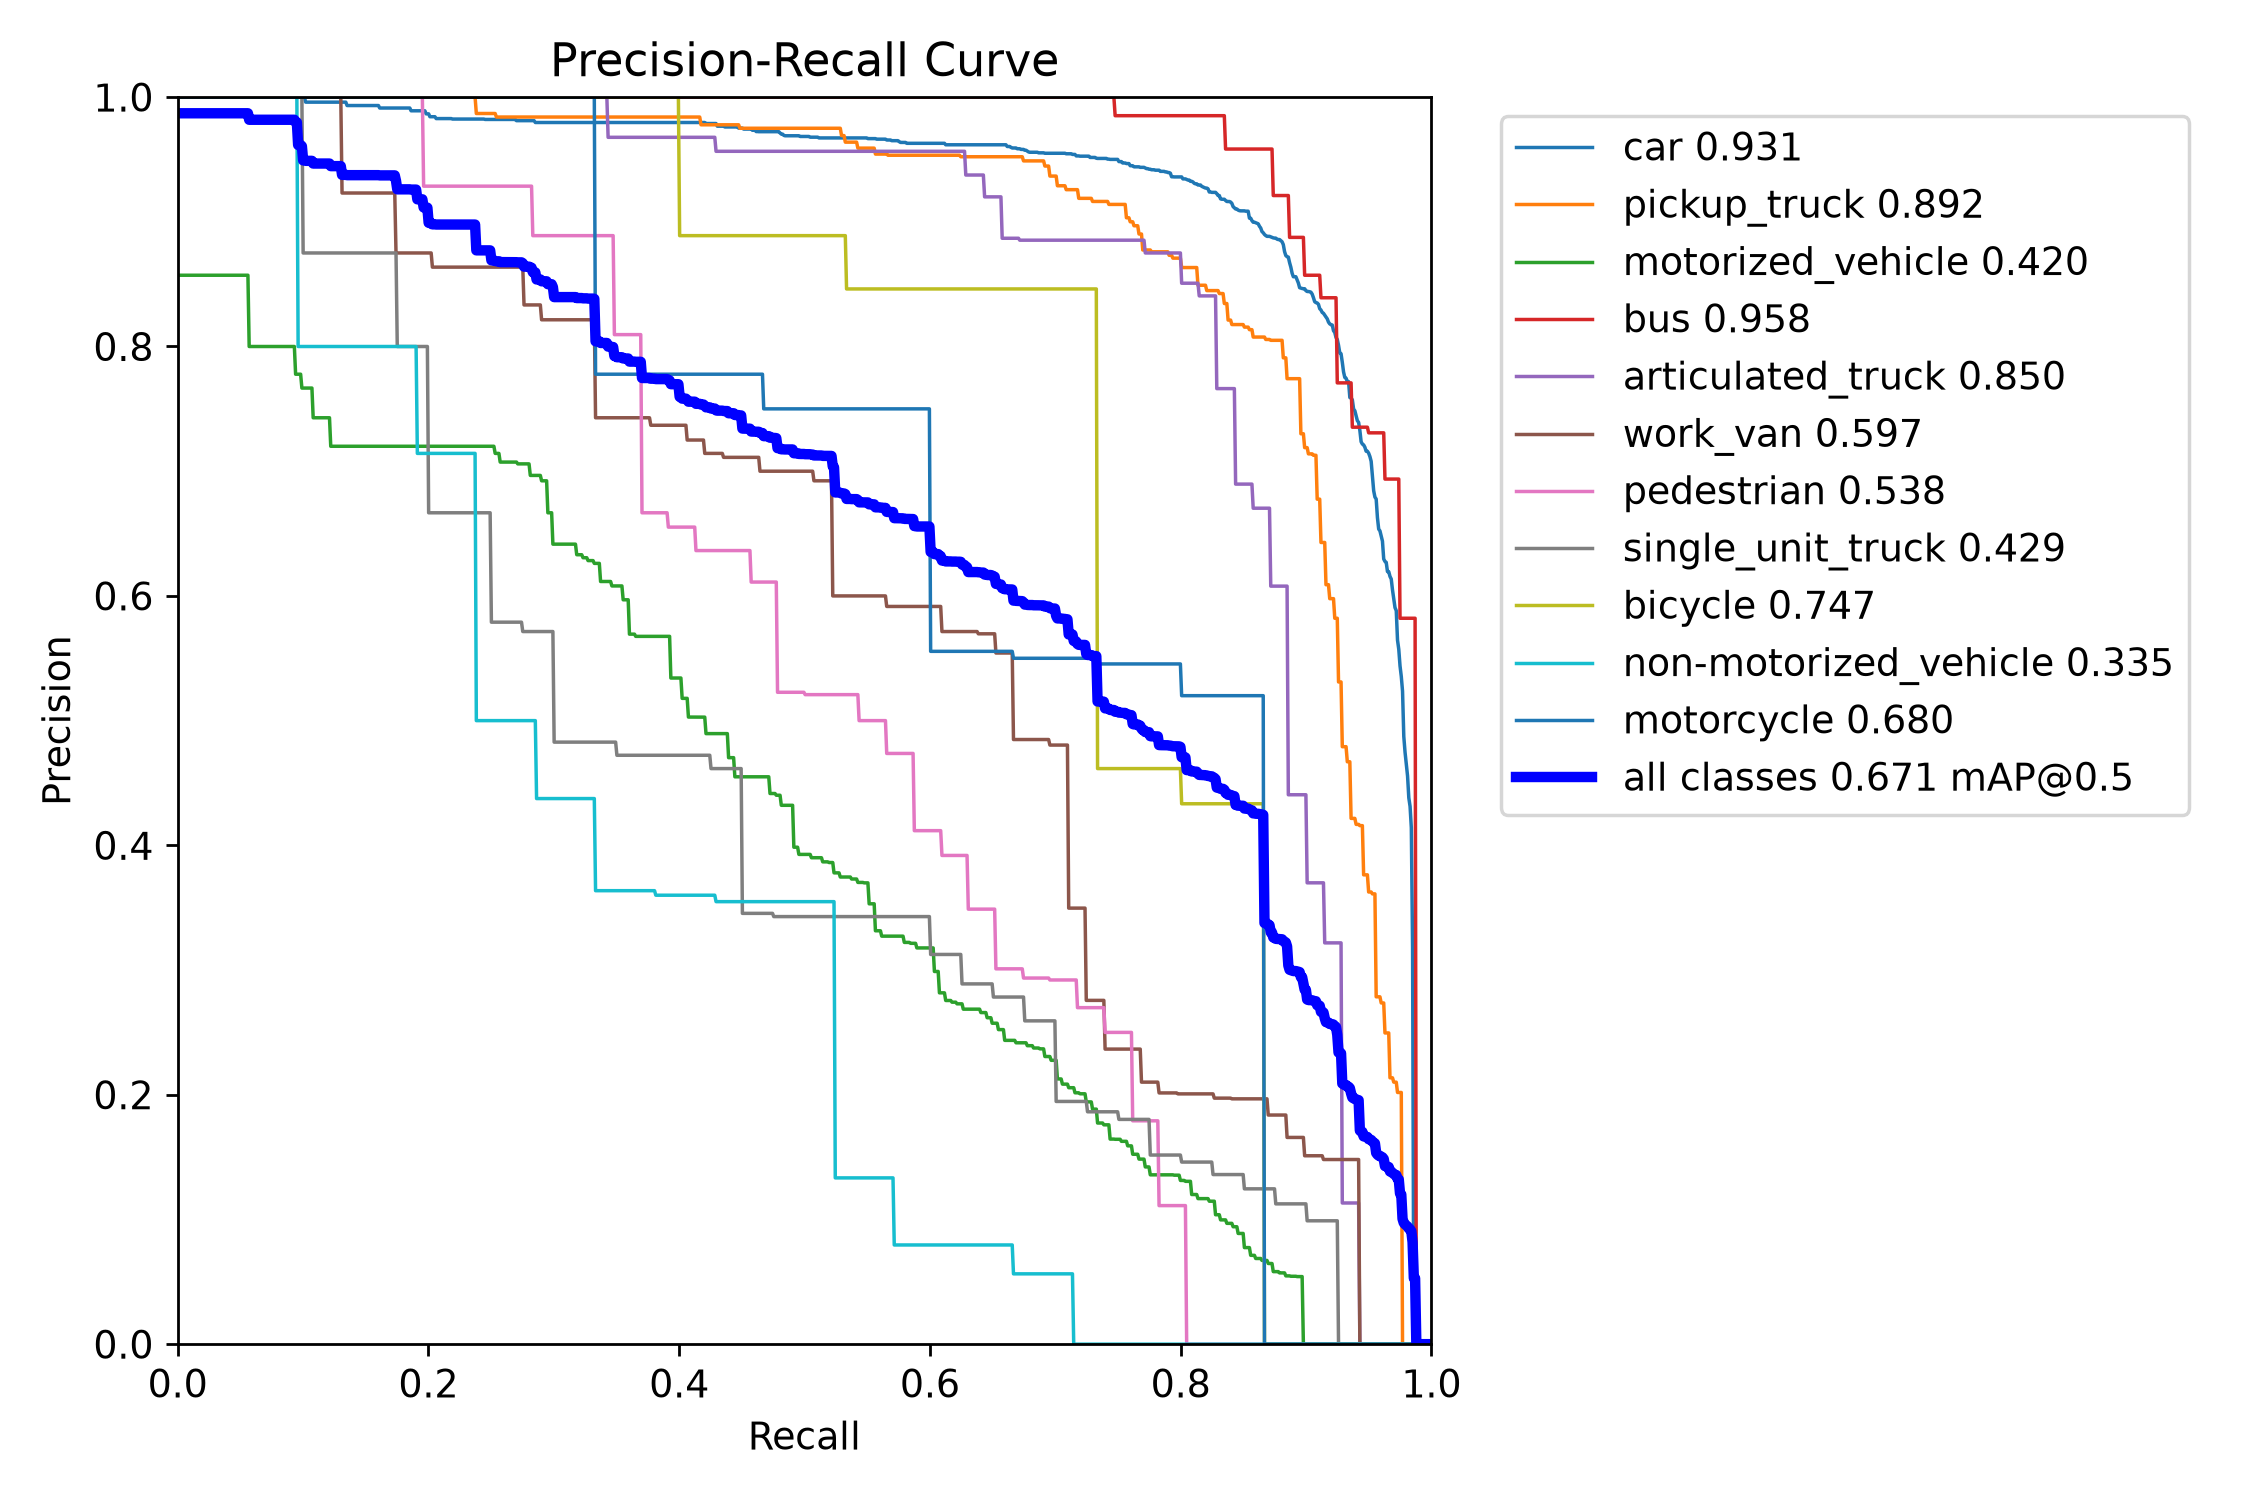 Precision-Recall Curve
1.0
0.8
0.6
0.4
0.2
0.0
Precision
0.0 0.2 0.4 0.6 0.8 1.0
Recall
car 0.931
pickup_truck 0.892
motorized_vehicle 0.420
bus 0.958
articulated_truck 0.850
work_van 0.597
pedestrian 0.538
single_unit_truck 0.429
bicycle 0.747
non-motorized_vehicle 0.335
motorcycle 0.680
all classes 0.671 mAP@0.5